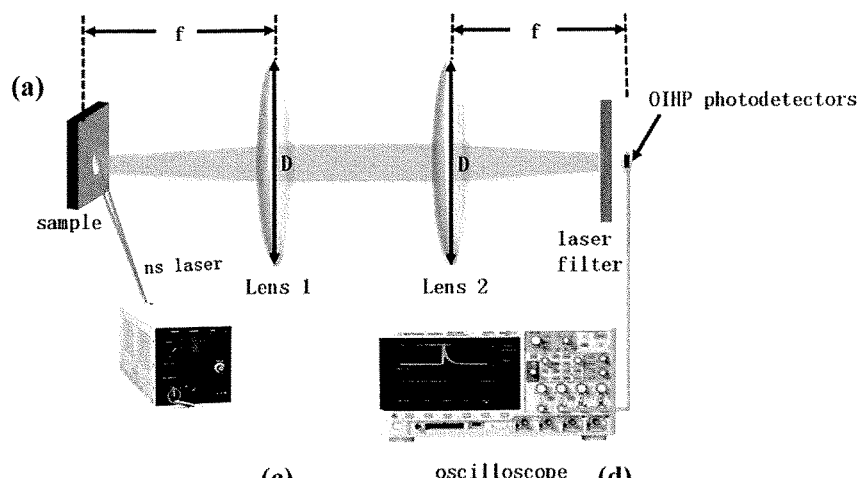 f
f
(a)
OIHP photodetectors
D
D
sample
ns laser
Lens 1
Lens 2
laser
filter
oscilloscope